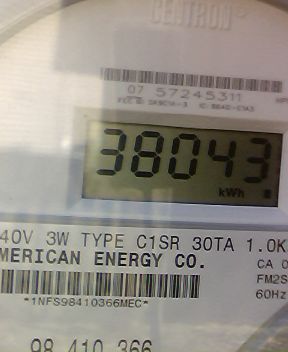 CENTRON®
07 57245311
38043
kWh
40V 3W TYPE C1SR 30TA 1.0K
MERICAN ENERGY CO.
CA 0
FM2S
60Hz
*1NFS98410366MEC*
98 410 366